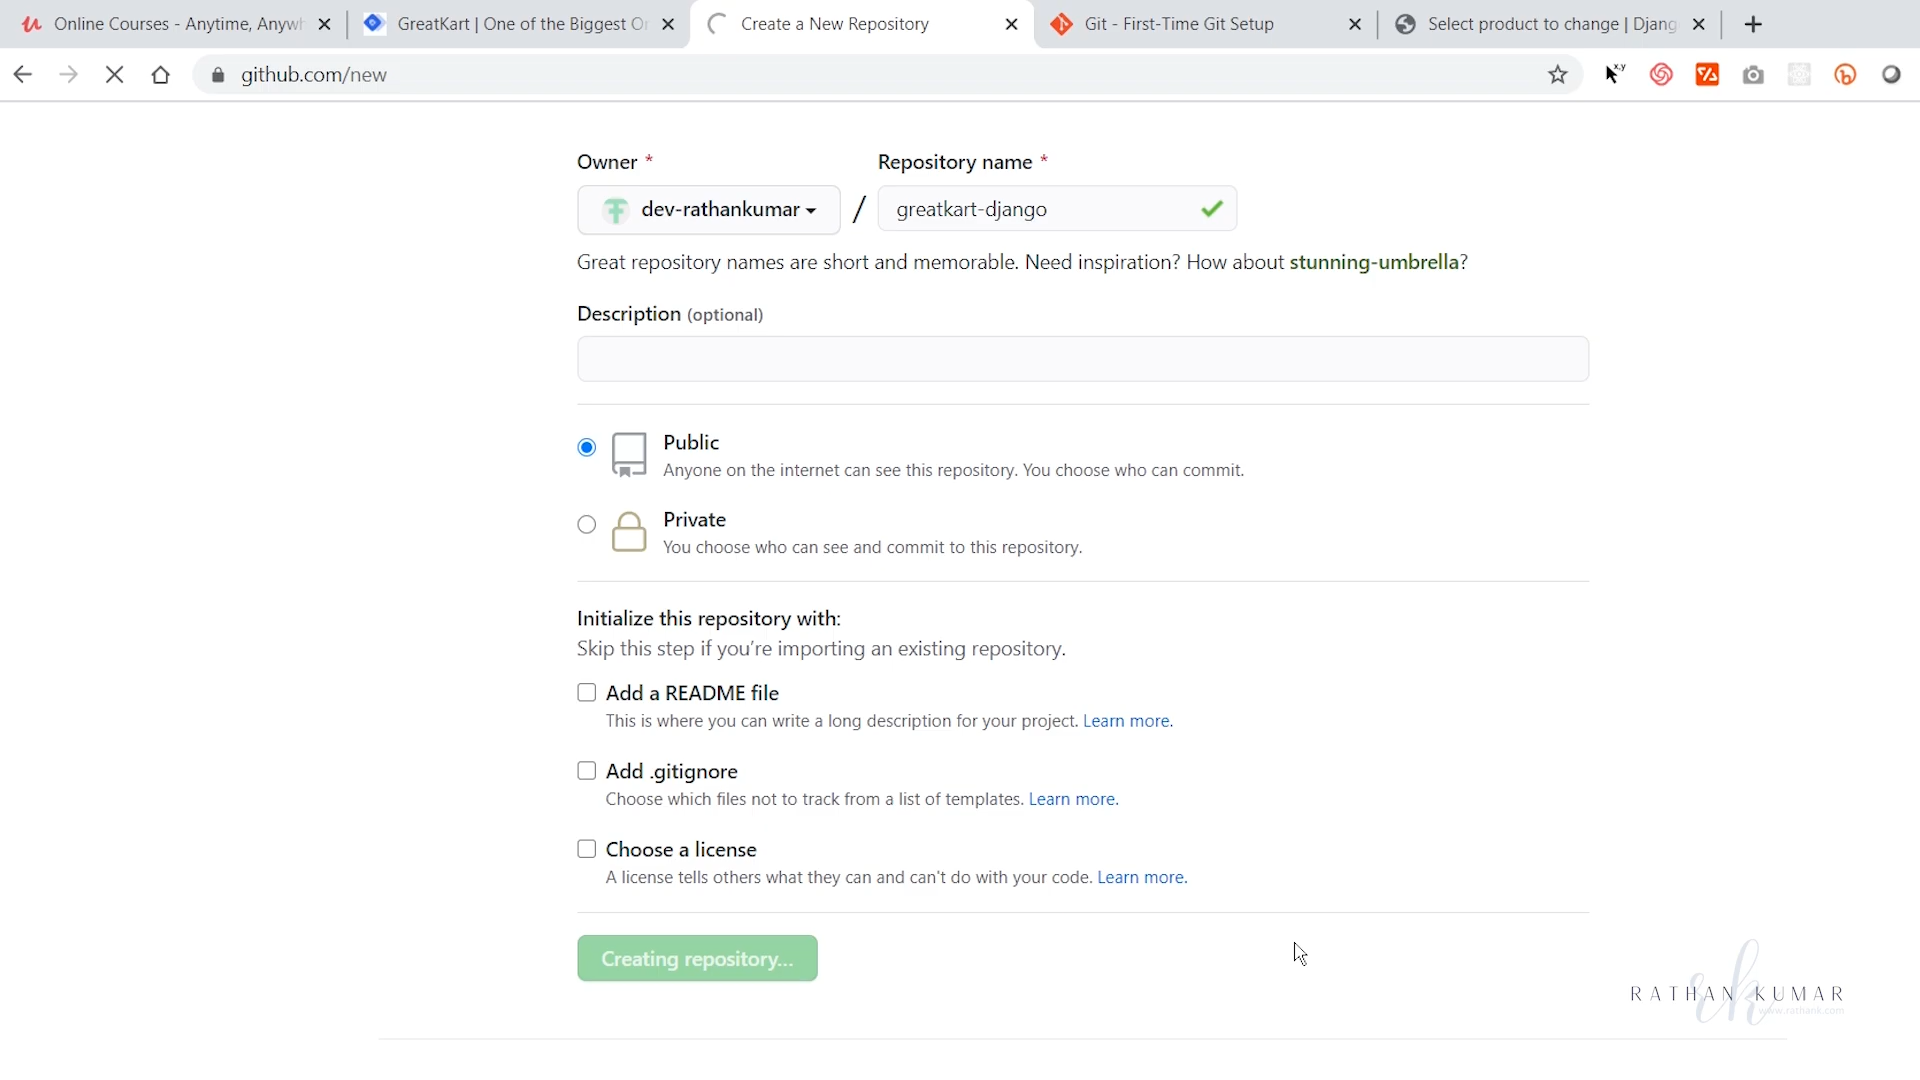 Online Courses - Anytime, Anywh
GreatKart | One of the Biggest Or
Create a New Repository
Git - First-Time Git Setup
Select product to change | Djang
github.com/new
x,y
Owner *
Repository name *
dev-rathankumar
/
greatkart-django
Great repository names are short and memorable. Need inspiration? How about stunning-umbrella?
Description (optional)
Public
Anyone on the internet can see this repository. You choose who can commit.
Private
You choose who can see and commit to this repository.
Initialize this repository with:
Skip this step if you’re importing an existing repository.
Add a README file
This is where you can write a long description for your project. Learn more.
Add .gitignore
Choose which files not to track from a list of templates. Learn more.
Choose a license
A license tells others what they can and can't do with your code. Learn more.
Creating repository...
rk
RATHAN KUMAR
www.rathank.com